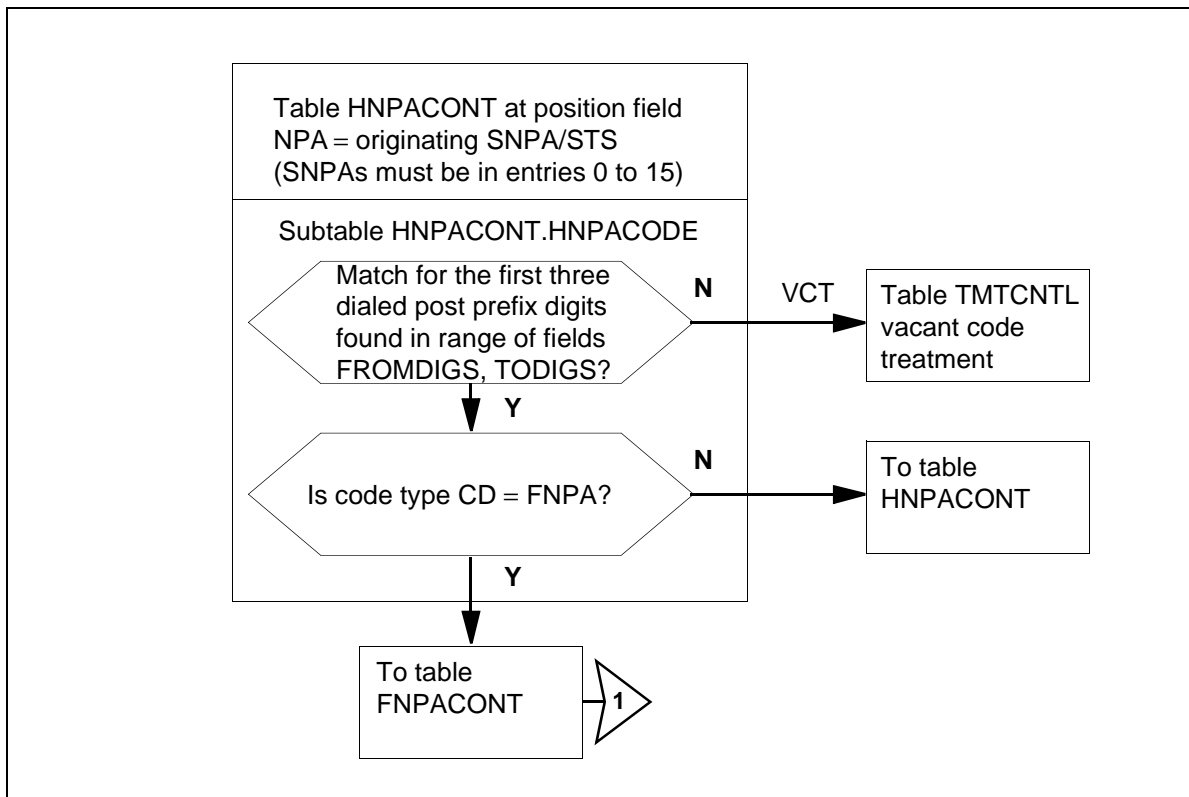 Table HNPACONT at position field
NPA = originating SNPA/STS
(SNPAs must be in entries 0 to 15)
Subtable HNPACONT.HNPACODE
Match for the first three
dialed post prefix digits
found in range of fields
FROMDIGS, TODIGS?
N
VCT
Table TMTCNTL
vacant code
treatment
Y
Is code type CD = FNPA?
N
To table
HNPACONT
Y
To table
FNPACONT
1